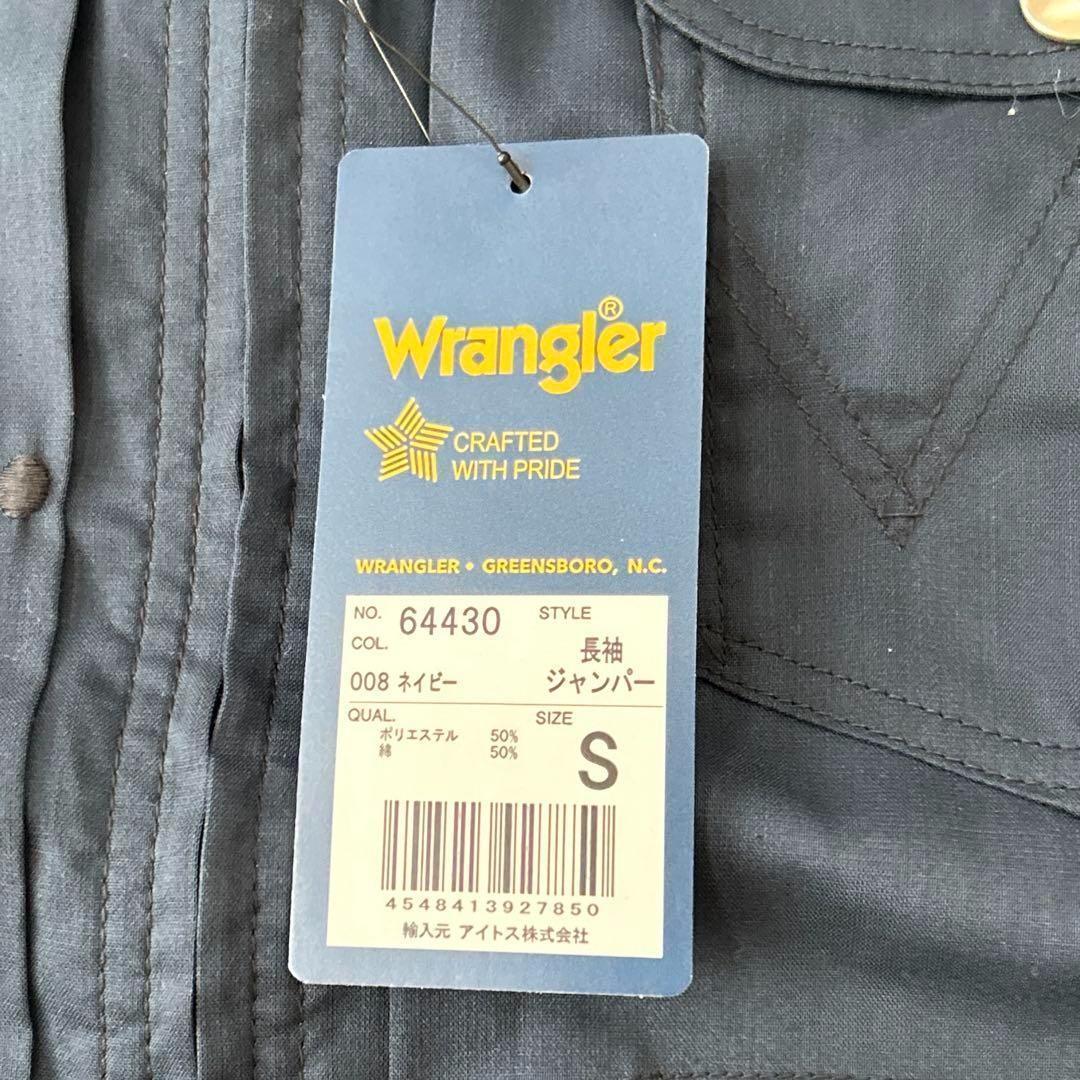 Wrangler®
CRAFTED
WITH PRIDE
WRANGLER • GREENSBORO, N.C.
NO. 64430
COL.
008 ネイビー
STYLE
長袖
ジャンパー
QUAL.
ポリエステル 50%
綿 50%
SIZE
S
4548413927850
輸入元 アイトス株式会社